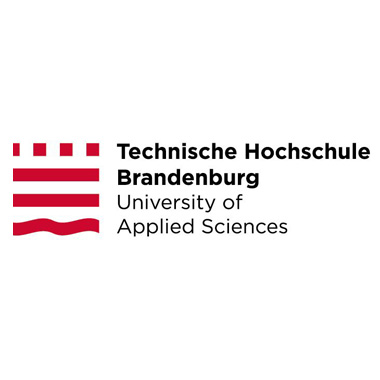 Technische Hochschule
Brandenburg
University of
Applied Sciences